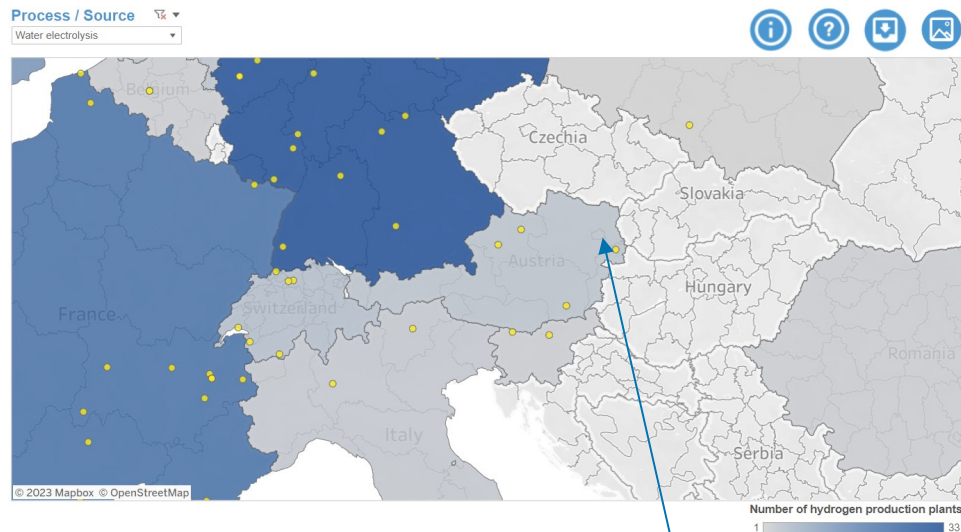 Process / Source
Water electrolysis
Belgium
Czechia
Slovakia
Austria
Hungary
Switzerland
France
Romania
Italy
Serbia
© 2023 Mapbox © OpenStreetMap
Number of hydrogen production plants
1 33